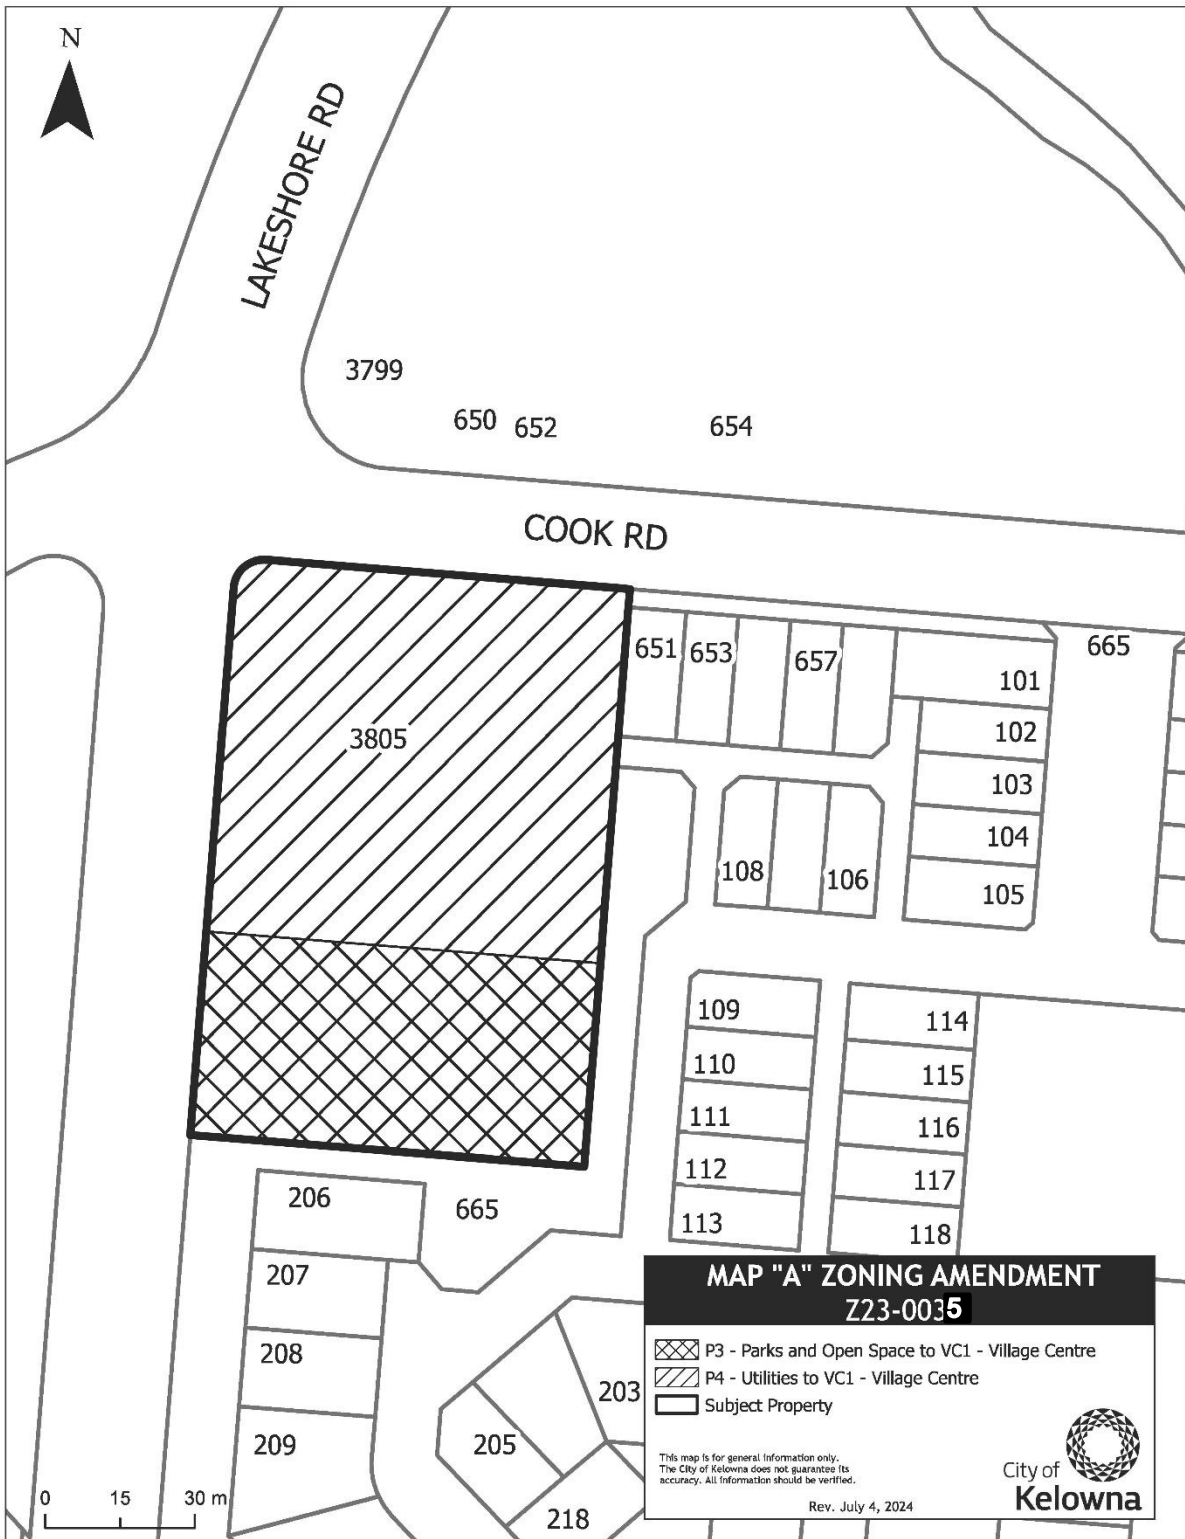 N
LAKESHORE RD
3799
650
652
654
COOK RD
3805
651
653
657
665
101
102
103
104
105
108
106
109
110
111
112
113
114
115
116
117
118
206
665
207
208
209
203
205
218
0 15 30 m
MAP "A" ZONING AMENDMENT
Z23-0035
P3 - Parks and Open Space to VC1 - Village Centre
P4 - Utilities to VC1 - Village Centre
Subject Property
This map is for general information only.
The City of Kelowna does not guarantee its
accuracy. All information should be verified.
Rev. July 4, 2024
City of
Kelowna